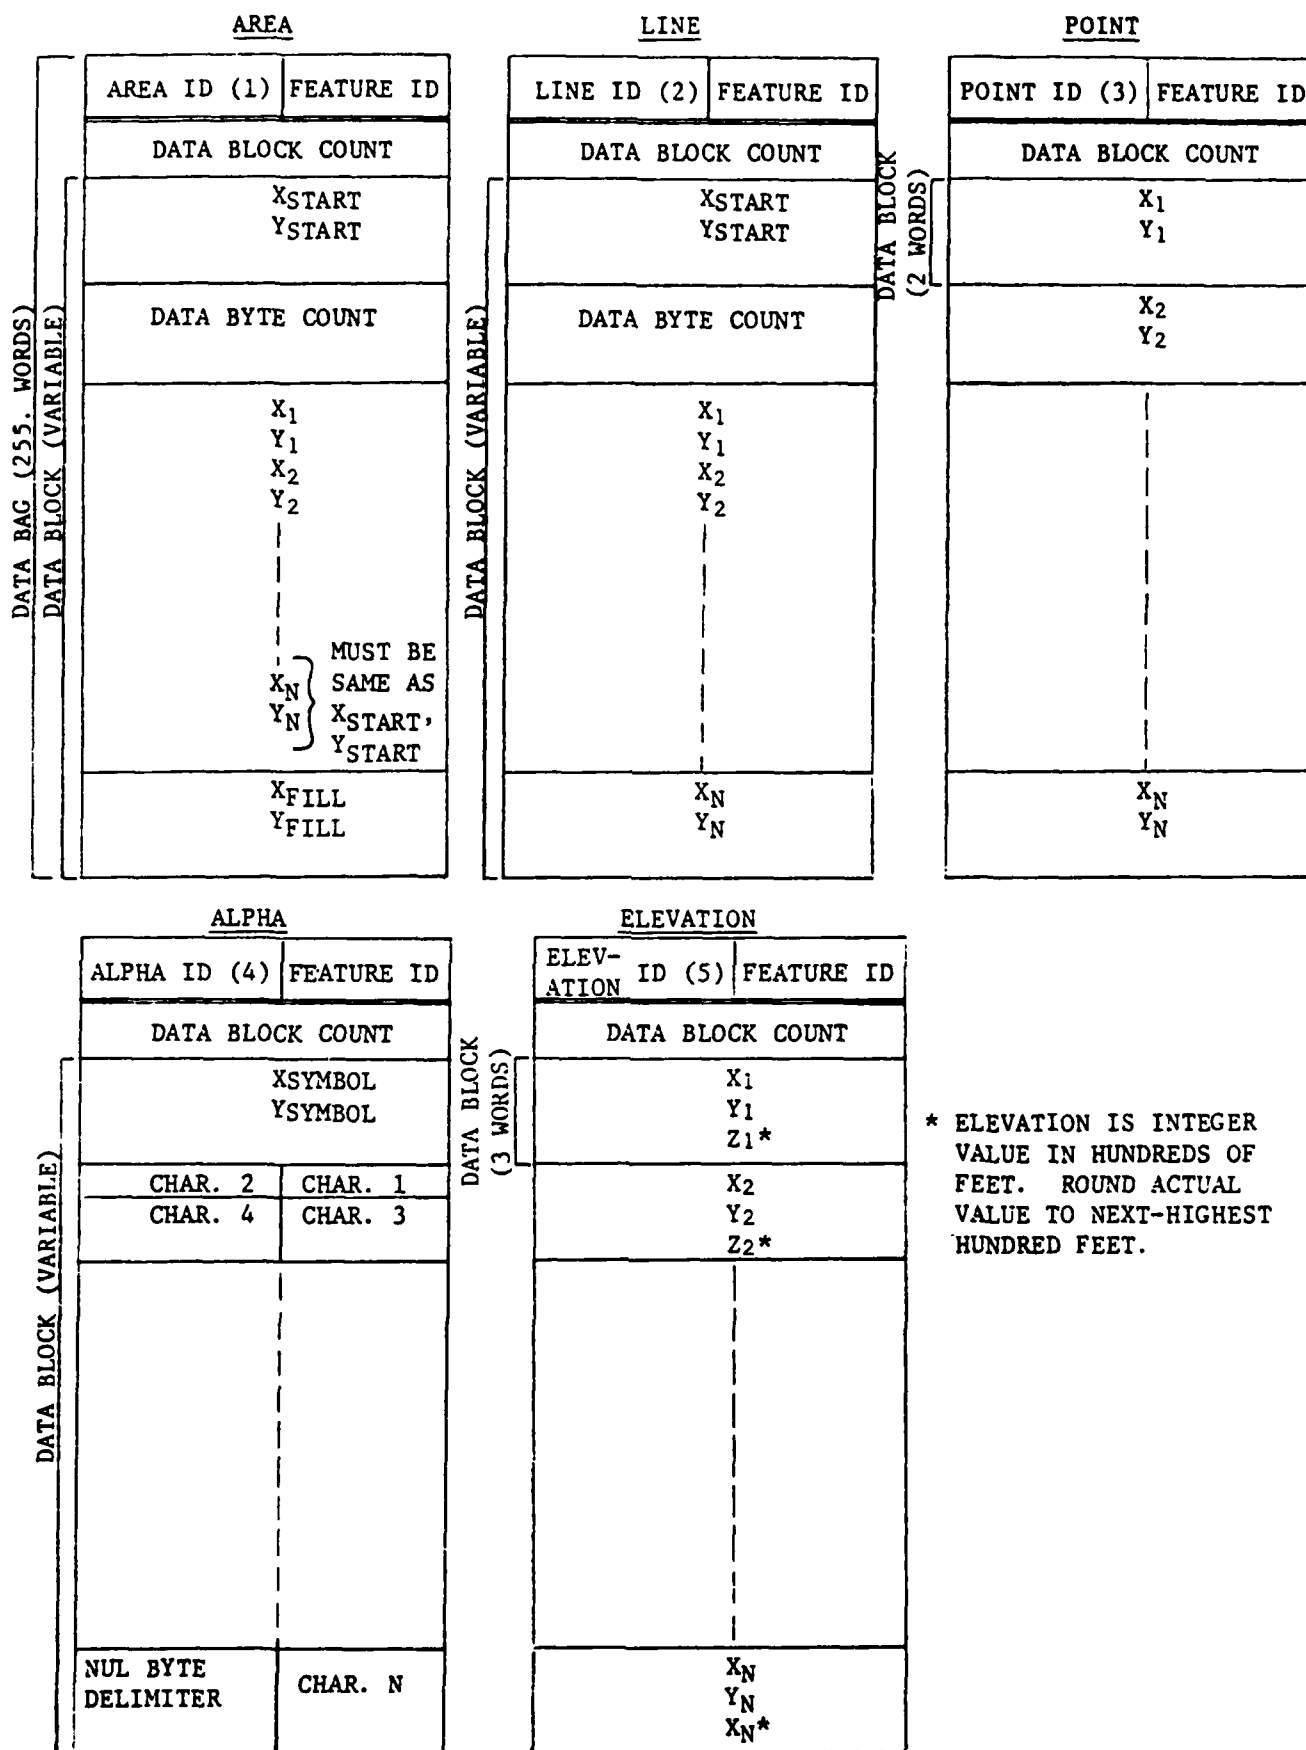 AREA
AREA ID (1) FEATURE ID
DATA BLOCK COUNT
XSTART
YSTART
DATA BYTE COUNT
X1
Y1
X2
Y2
XN
YN
MUST BE
SAME AS
XSTART,
YSTART
XFILL
YFILL
DATA BAG (255. WORDS)
DATA BLOCK (VARIABLE)
LINE
LINE ID (2) FEATURE ID
DATA BLOCK COUNT
XSTART
YSTART
DATA BYTE COUNT
X1
Y1
X2
Y2
XN
YN
DATA BLOCK (VARIABLE)
POINT
POINT ID (3) FEATURE ID
DATA BLOCK COUNT
X1
Y1
X2
Y2
XN
YN
DATA BLOCK
(2 WORDS)
ALPHA
ALPHA ID (4) FEATURE ID
DATA BLOCK COUNT
XSYMBOL
YSYMBOL
CHAR. 2 CHAR. 1
CHAR. 4 CHAR. 3
NUL BYTE
DELIMITER
CHAR. N
DATA BLOCK (VARIABLE)
ELEVATION
ELEV-
ATION
ID (5) FEATURE ID
DATA BLOCK COUNT
X1
Y1
Z1*
X2
Y2
Z2*
XN
YN
XN*
DATA BLOCK
(3 WORDS)
* ELEVATION IS INTEGER
VALUE IN HUNDREDS OF
FEET. ROUND ACTUAL
VALUE TO NEXT-HIGHEST
HUNDRED FEET.